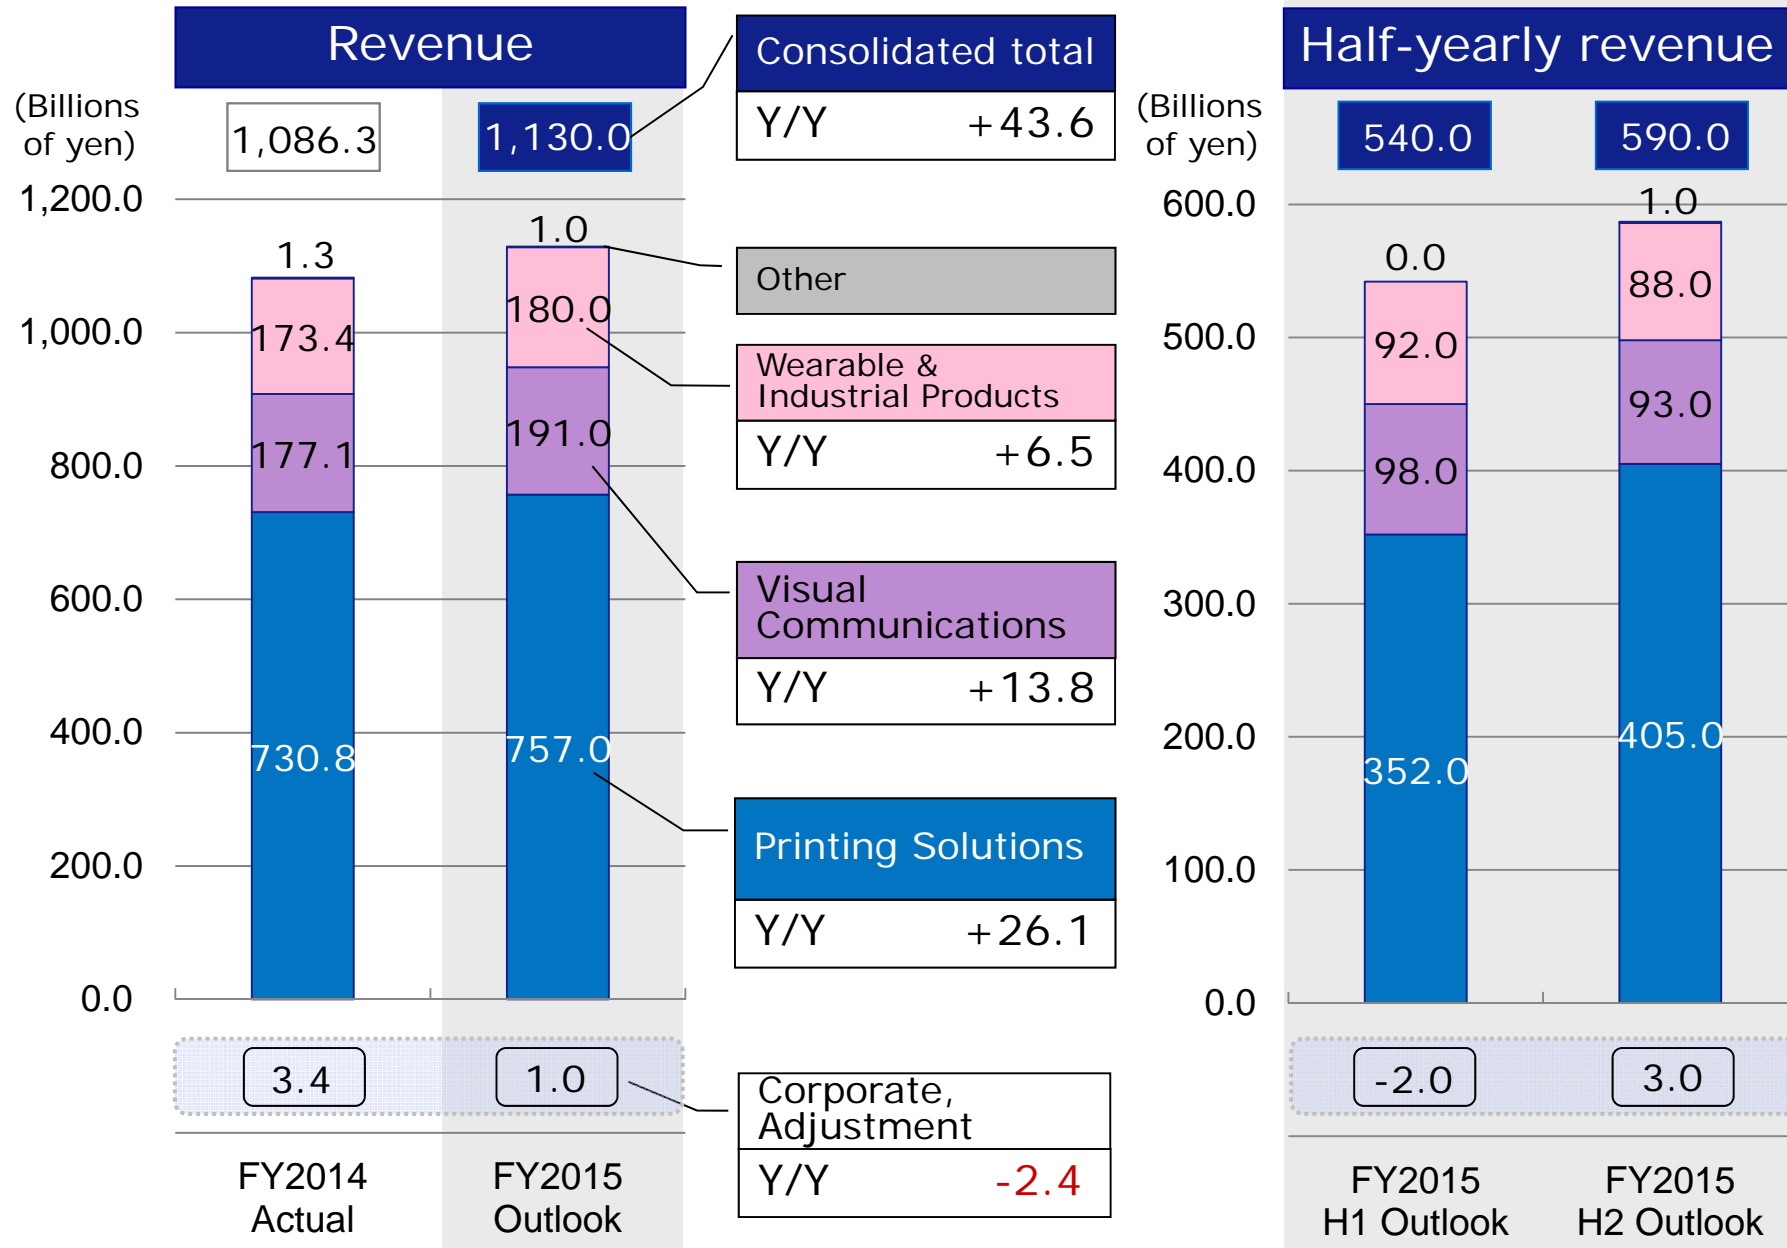 Revenue
(Billions
of yen)
1,086.3
1,130.0
1,200.0
1,000.0
800.0
600.0
400.0
200.0
0.0
1.3
173.4
177.1
730.8
1.0
180.0
191.0
757.0
3.4
1.0
FY2014
Actual
FY2015
Outlook
Consolidated total
Y/Y +43.6
Other
Wearable &
Industrial Products
Y/Y +6.5
Visual
Communications
Y/Y +13.8
Printing Solutions
Y/Y +26.1
Corporate,
Adjustment
Y/Y -2.4
Half-yearly revenue
(Billions
of yen)
540.0
590.0
600.0
500.0
400.0
300.0
200.0
100.0
0.0
0.0
92.0
98.0
352.0
1.0
88.0
93.0
405.0
-2.0
3.0
FY2015
H1 Outlook
FY2015
H2 Outlook